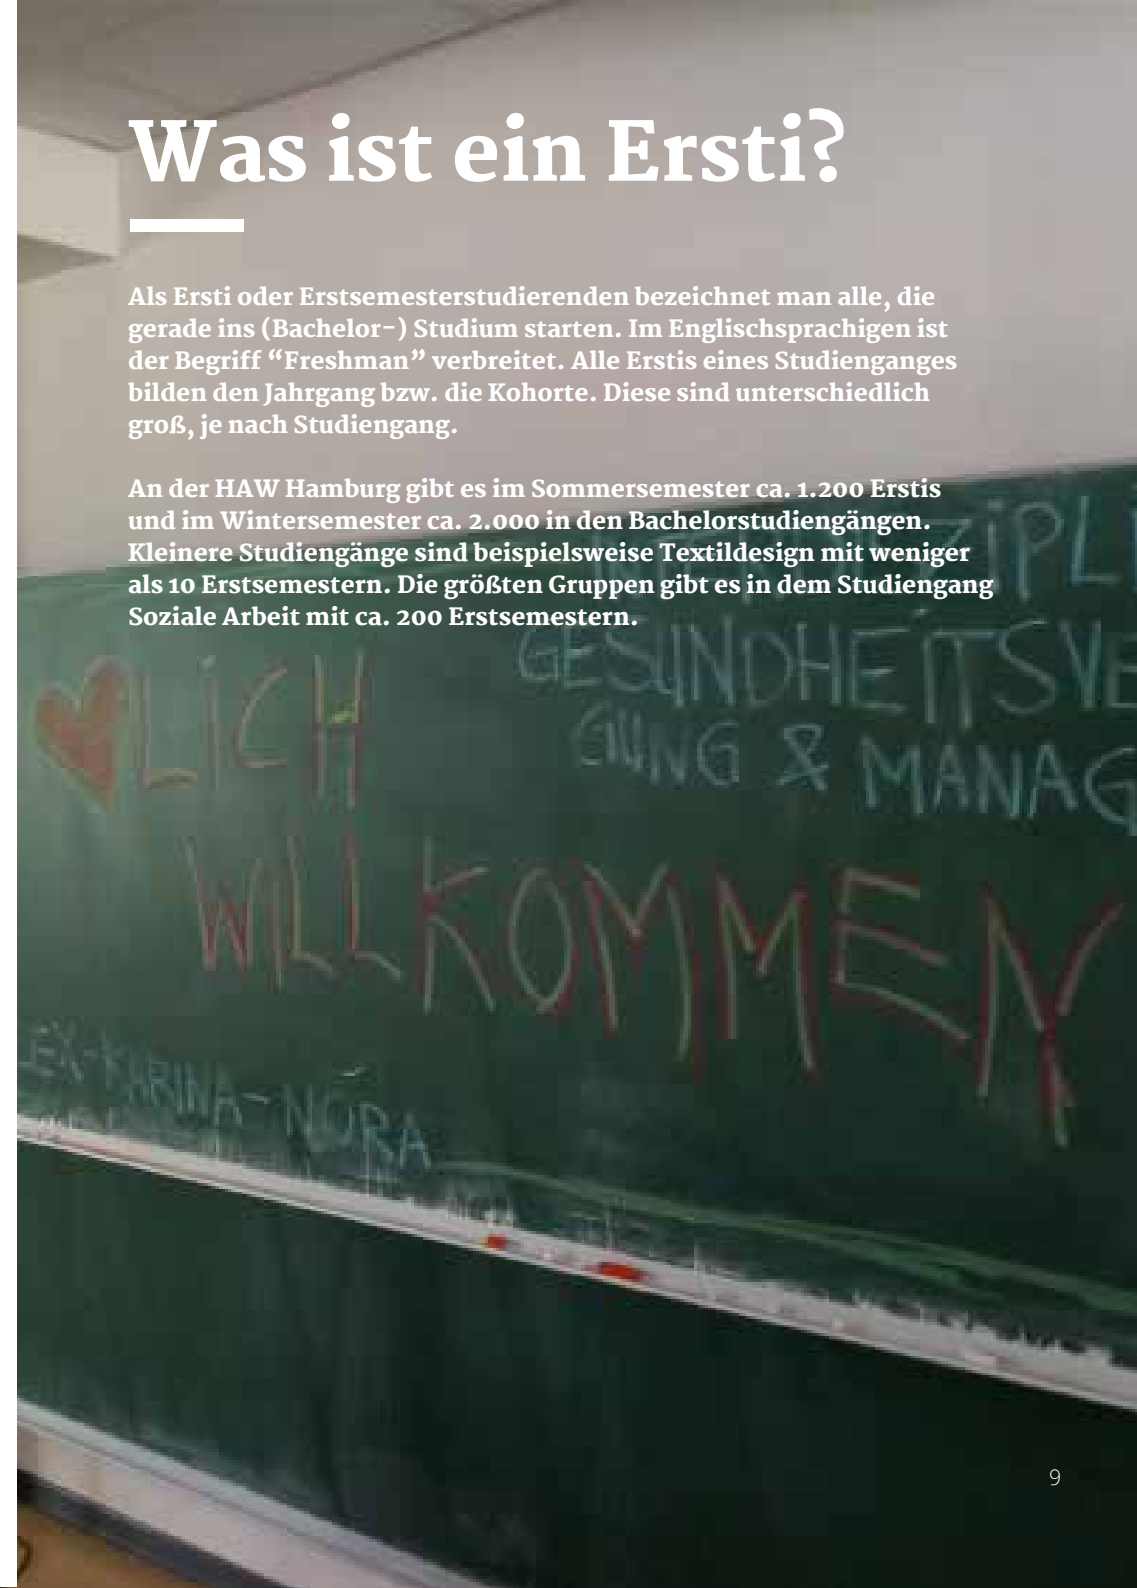 Was ist ein Ersti?
Als Ersti oder Erstsemesterstudierenden bezeichnet man alle, die
gerade ins (Bachelor-) Studium starten. Im Englischsprachigen ist
der Begriff “Freshman” verbreitet. Alle Erstis eines Studienganges
bilden den Jahrgang bzw. die Kohorte. Diese sind unterschiedlich
groß, je nach Studiengang.
An der HAW Hamburg gibt es im Sommersemester ca. 1.200 Erstis
und im Wintersemester ca. 2.000 in den Bachelorstudiengängen.
Kleinere Studiengänge sind beispielsweise Textildesign mit weniger
als 10 Erstsemestern. Die größten Gruppen gibt es in dem Studiengang
Soziale Arbeit mit ca. 200 Erstsemestern.
ZiPLi
GESUNDHEITSVE
GUNG & MANAG
LICH
WILLKOMMEN
EX-KARINA-NORA
9